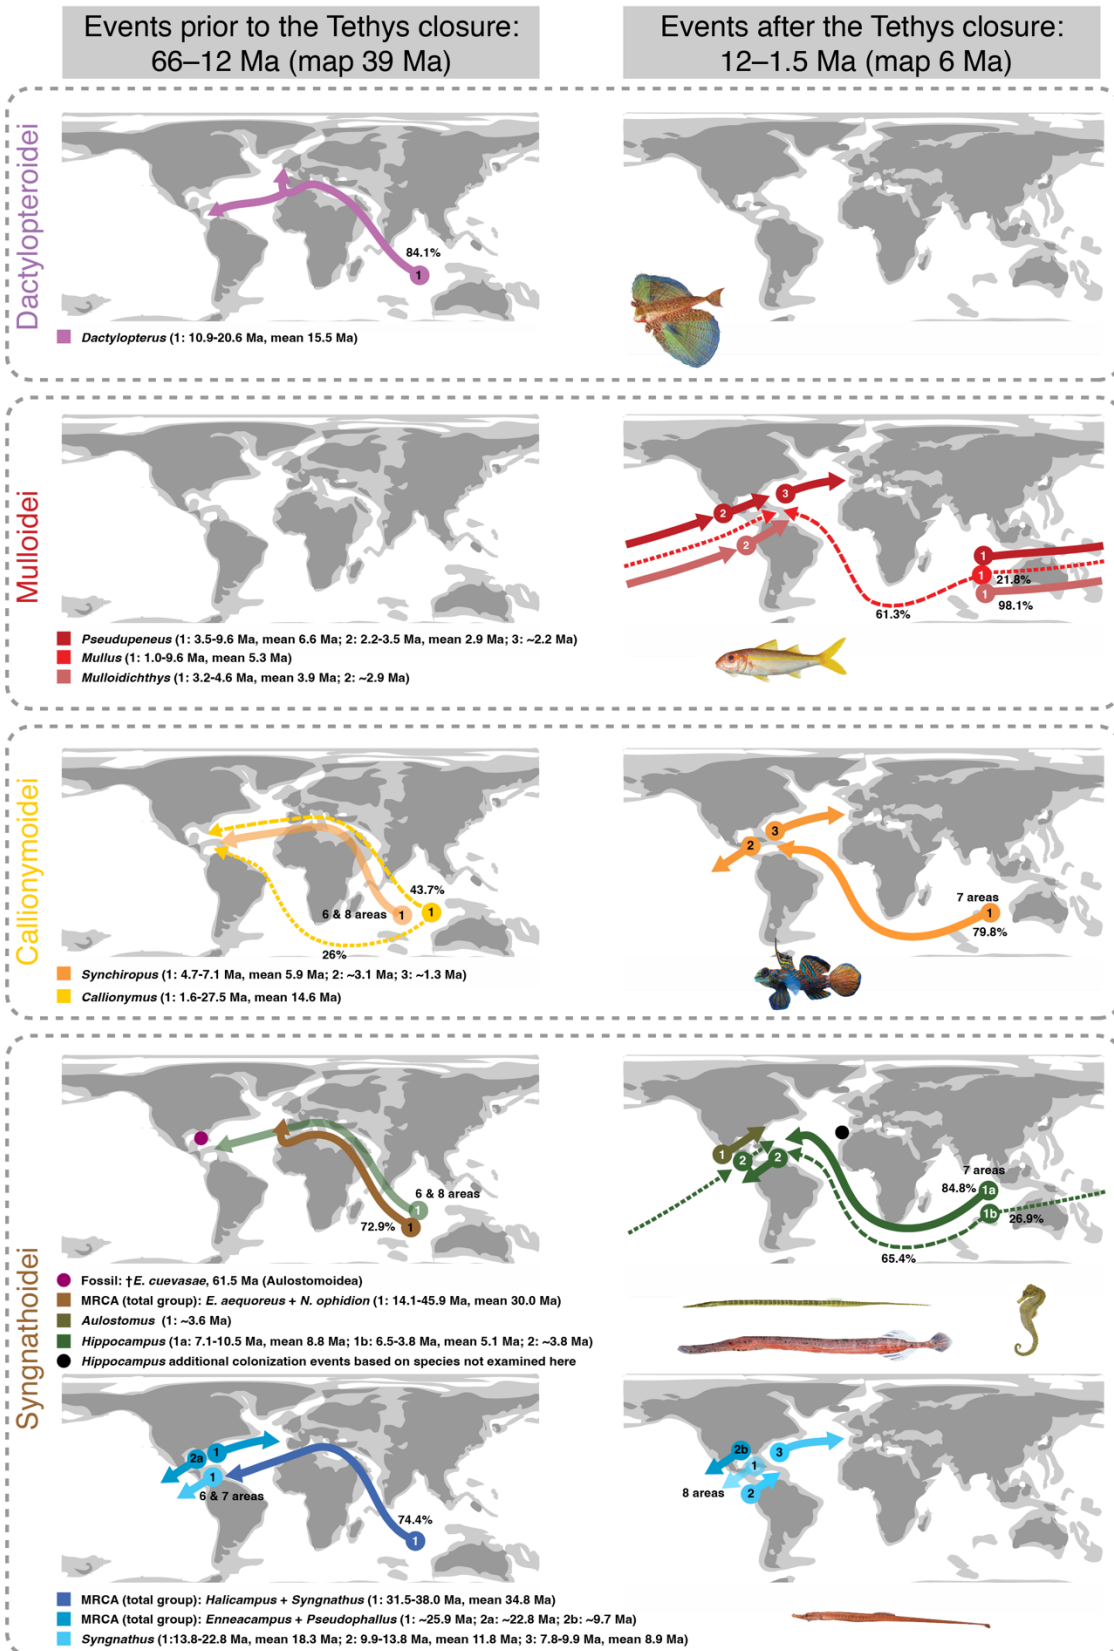 Events prior to the Tethys closure:
66–12 Ma (map 39 Ma)
Events after the Tethys closure:
12–1.5 Ma (map 6 Ma)
Dactylopteroidei
84.1%
1
Dactylopterus (1: 10.9-20.6 Ma, mean 15.5 Ma)
Mulloidei
3
2
2
1
1
21.8%
1
98.1%
61.3%
Pseudupeneus (1: 3.5-9.6 Ma, mean 6.6 Ma; 2: 2.2-3.5 Ma, mean 2.9 Ma; 3: ~2.2 Ma)
Mullus (1: 1.0-9.6 Ma, mean 5.3 Ma)
Mulloidichthys (1: 3.2-4.6 Ma, mean 3.9 Ma; 2: ~2.9 Ma)
Callionymoidei
43.7%
6 & 8 areas
1
1
26%
3
2
7 areas
1
79.8%
Synchiropus (1: 4.7-7.1 Ma, mean 5.9 Ma; 2: ~3.1 Ma; 3: ~1.3 Ma)
Callionymus (1: 1.6-27.5 Ma, mean 14.6 Ma)
Syngnathoidei
6 & 8 areas
1
72.9%
1
1
2
2
7 areas
84.8%
1a
1b
26.9%
65.4%
Fossil: †E. cuevasae, 61.5 Ma (Aulostomoidea)
MRCA (total group): E. aequoreus + N. ophidion (1: 14.1-45.9 Ma, mean 30.0 Ma)
Aulostomus (1: ~3.6 Ma)
Hippocampus (1a: 7.1-10.5 Ma, mean 8.8 Ma; 1b: 6.5-3.8 Ma, mean 5.1 Ma; 2: ~3.8 Ma)
Hippocampus additional colonization events based on species not examined here
2a
1
1
6 & 7 areas
74.4%
1
2b
3
1
8 areas
2
MRCA (total group): Halicampus + Syngnathus (1: 31.5-38.0 Ma, mean 34.8 Ma)
MRCA (total group): Enneacampus + Pseudophallus (1: ~25.9 Ma; 2a: ~22.8 Ma; 2b: ~9.7 Ma)
Syngnathus (1:13.8-22.8 Ma, mean 18.3 Ma; 2: 9.9-13.8 Ma, mean 11.8 Ma; 3: 7.8-9.9 Ma, mean 8.9 Ma)